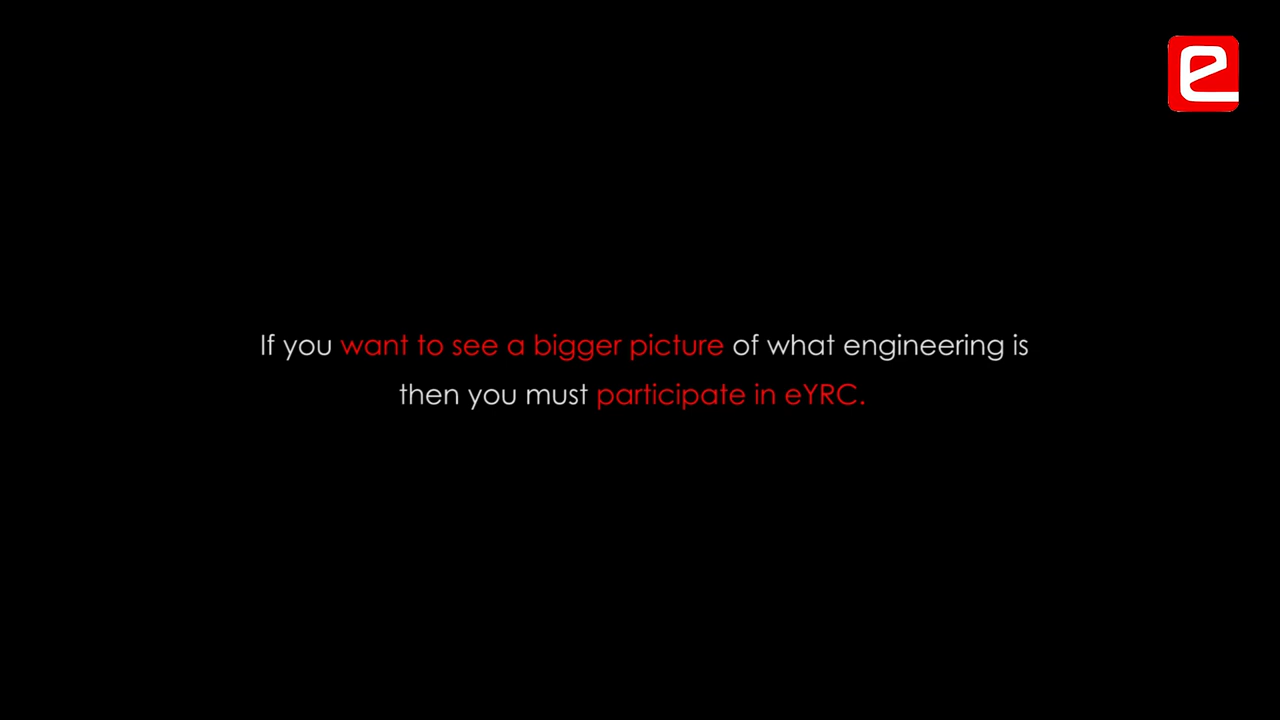 e
If you want to see a bigger picture of what engineering is
then you must participate in eYRC.